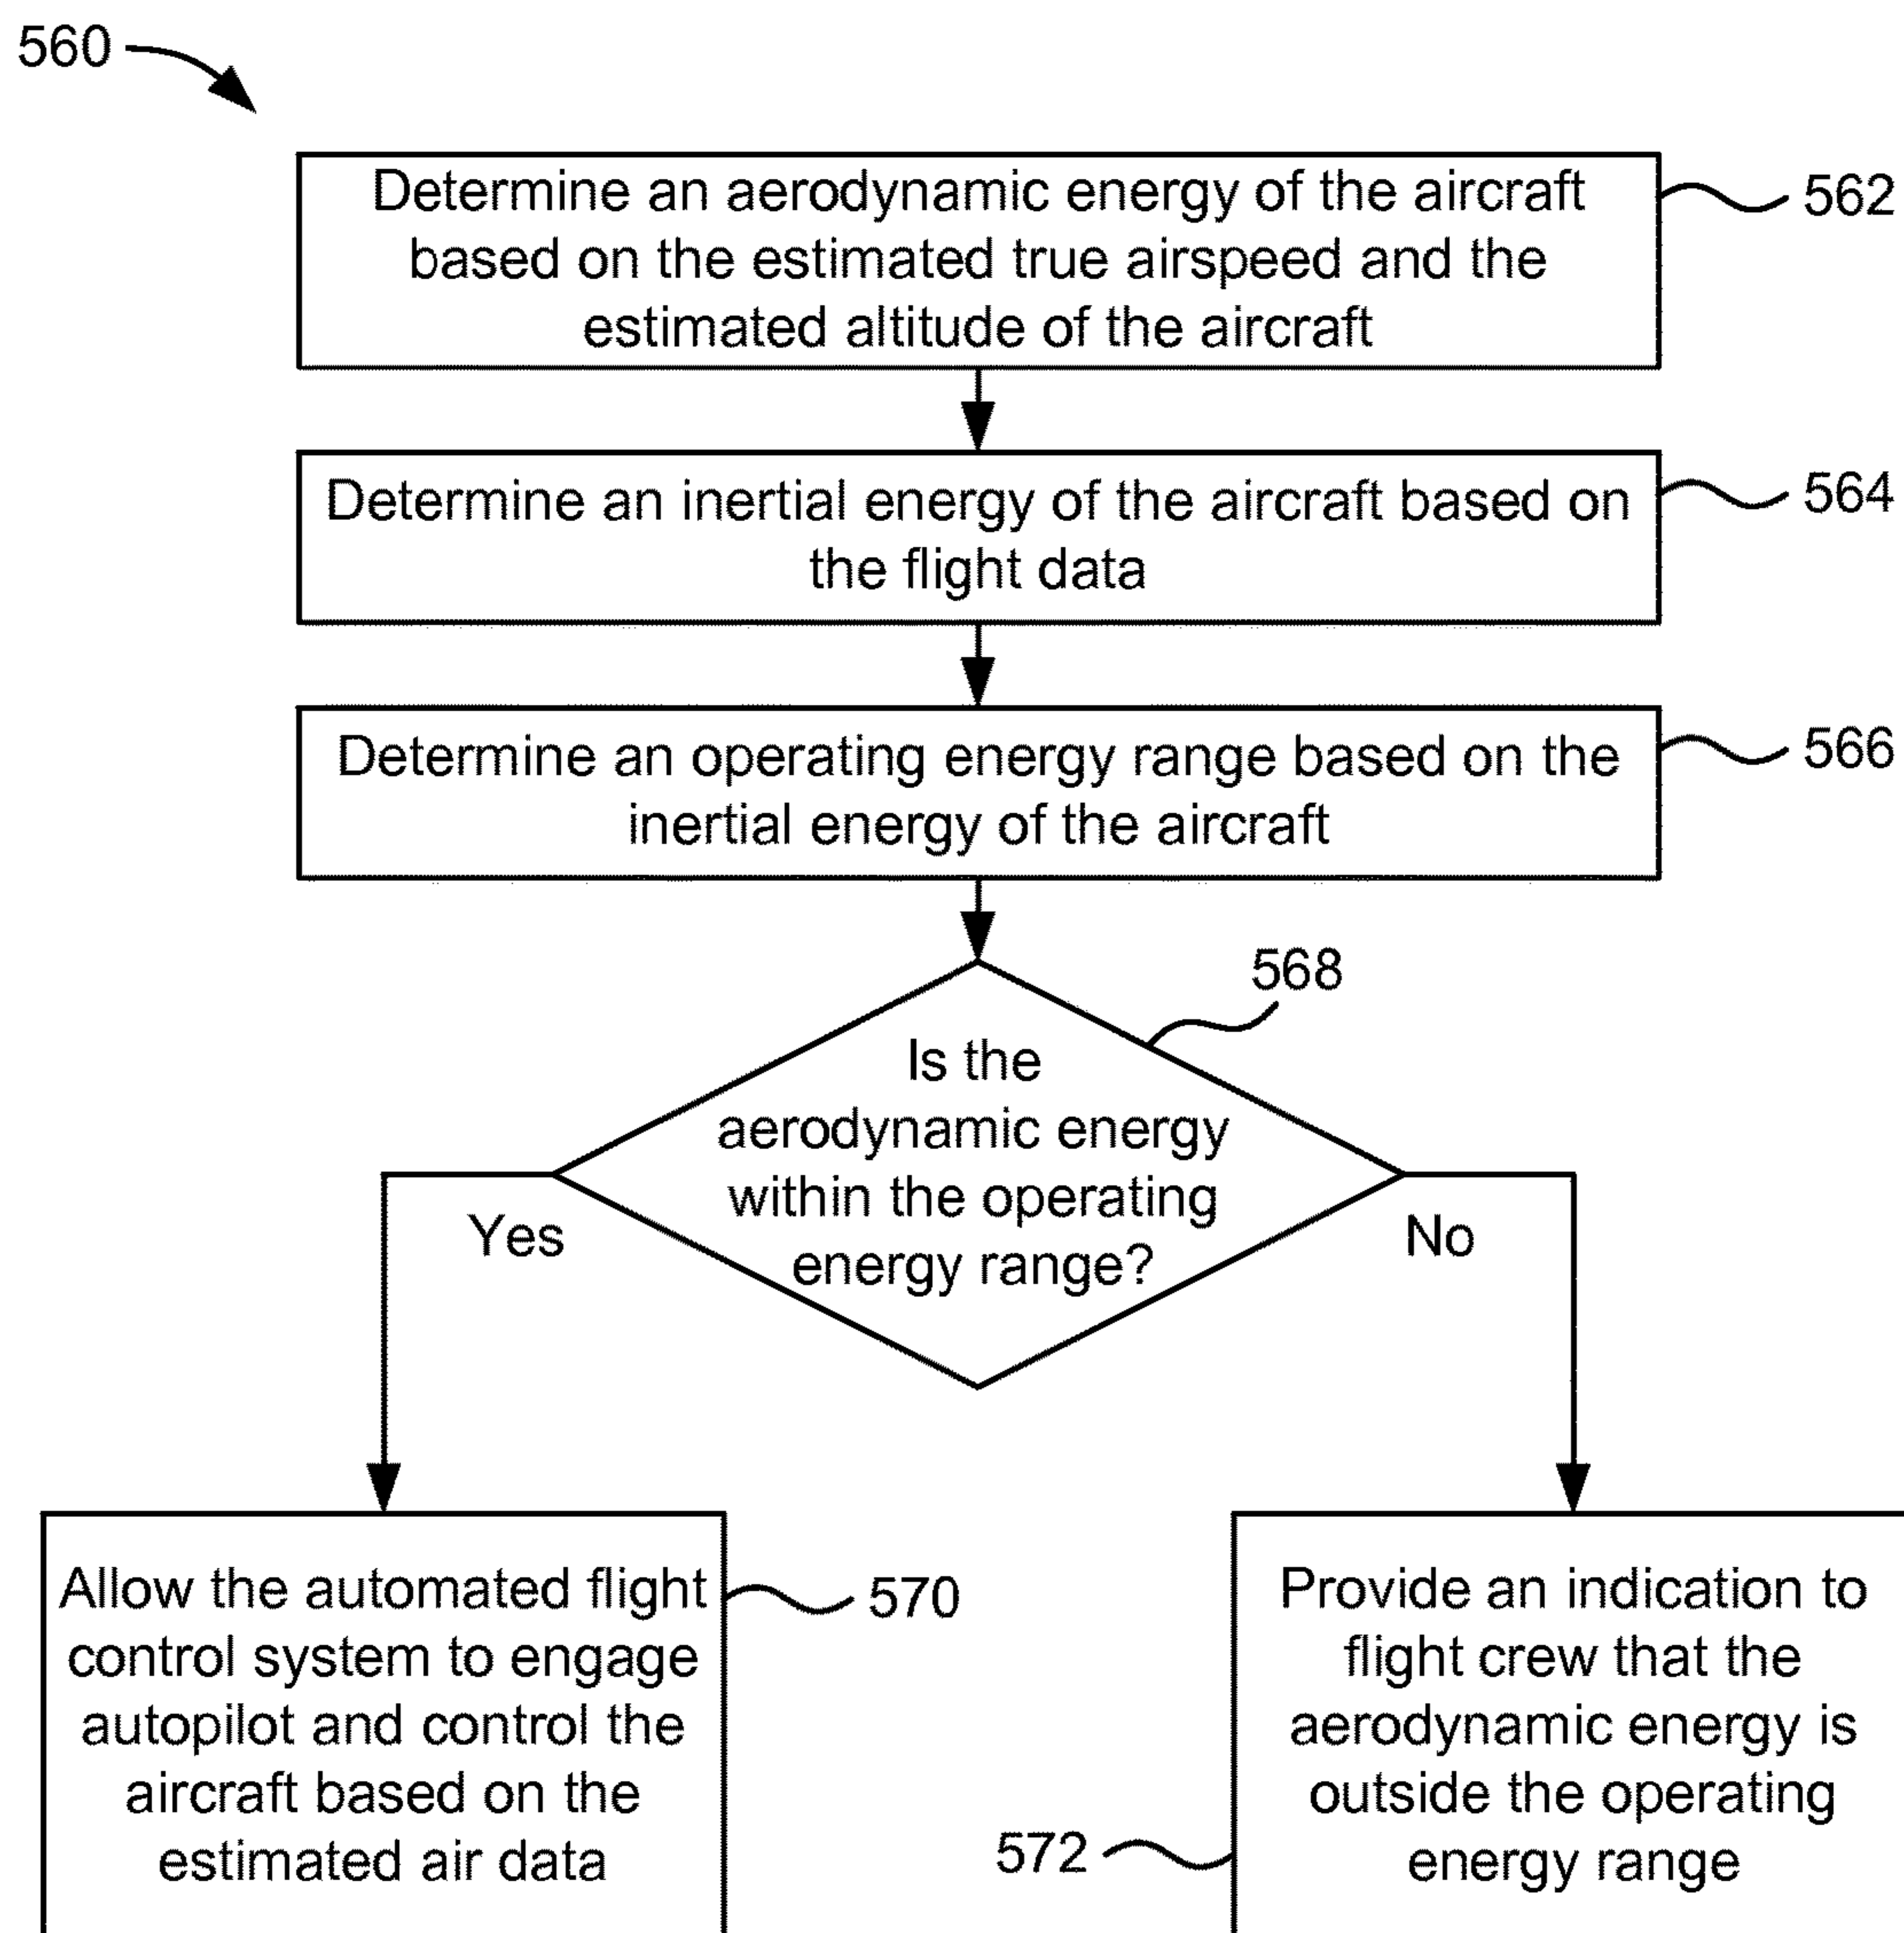 560
Determine an aerodynamic energy of the aircraft
based on the estimated true airspeed and the
estimated altitude of the aircraft
562
Determine an inertial energy of the aircraft based on
the flight data
564
Determine an operating energy range based on the
inertial energy of the aircraft
566
568
Is the
aerodynamic energy
within the operating
energy range?
Yes
No
Allow the automated flight
control system to engage
autopilot and control the
aircraft based on the
estimated air data
570
Provide an indication to
flight crew that the
aerodynamic energy is
outside the operating
energy range
572